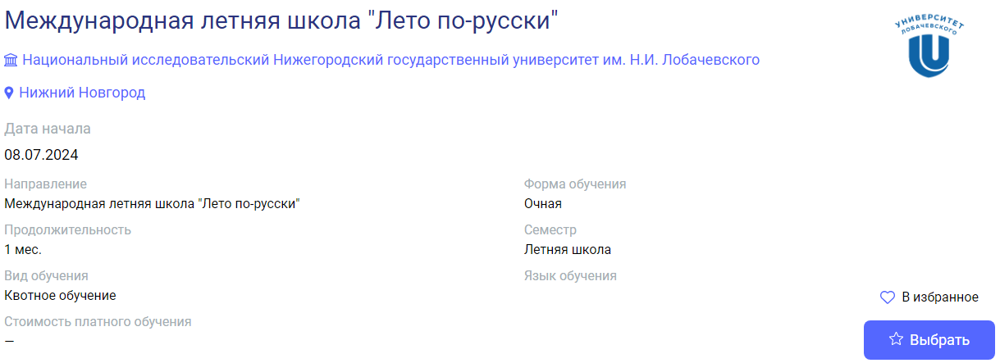 Международная летняя школа "Лето по-русски"
УНИВЕРСИТЕТ
ЛОБАЧЕВСКОГО
Национальный исследовательский Нижегородский государственный университет им. Н.И. Лобачевского
Нижний Новгород
Дата начала
08.07.2024
Направление
Международная летняя школа "Лето по-русски"
Форма обучения
Очная
Продолжительность
1 мес.
Семестр
Летняя школа
Вид обучения
Квотное обучение
Язык обучения
Стоимость платного обучения
—
В избранное
Выбрать